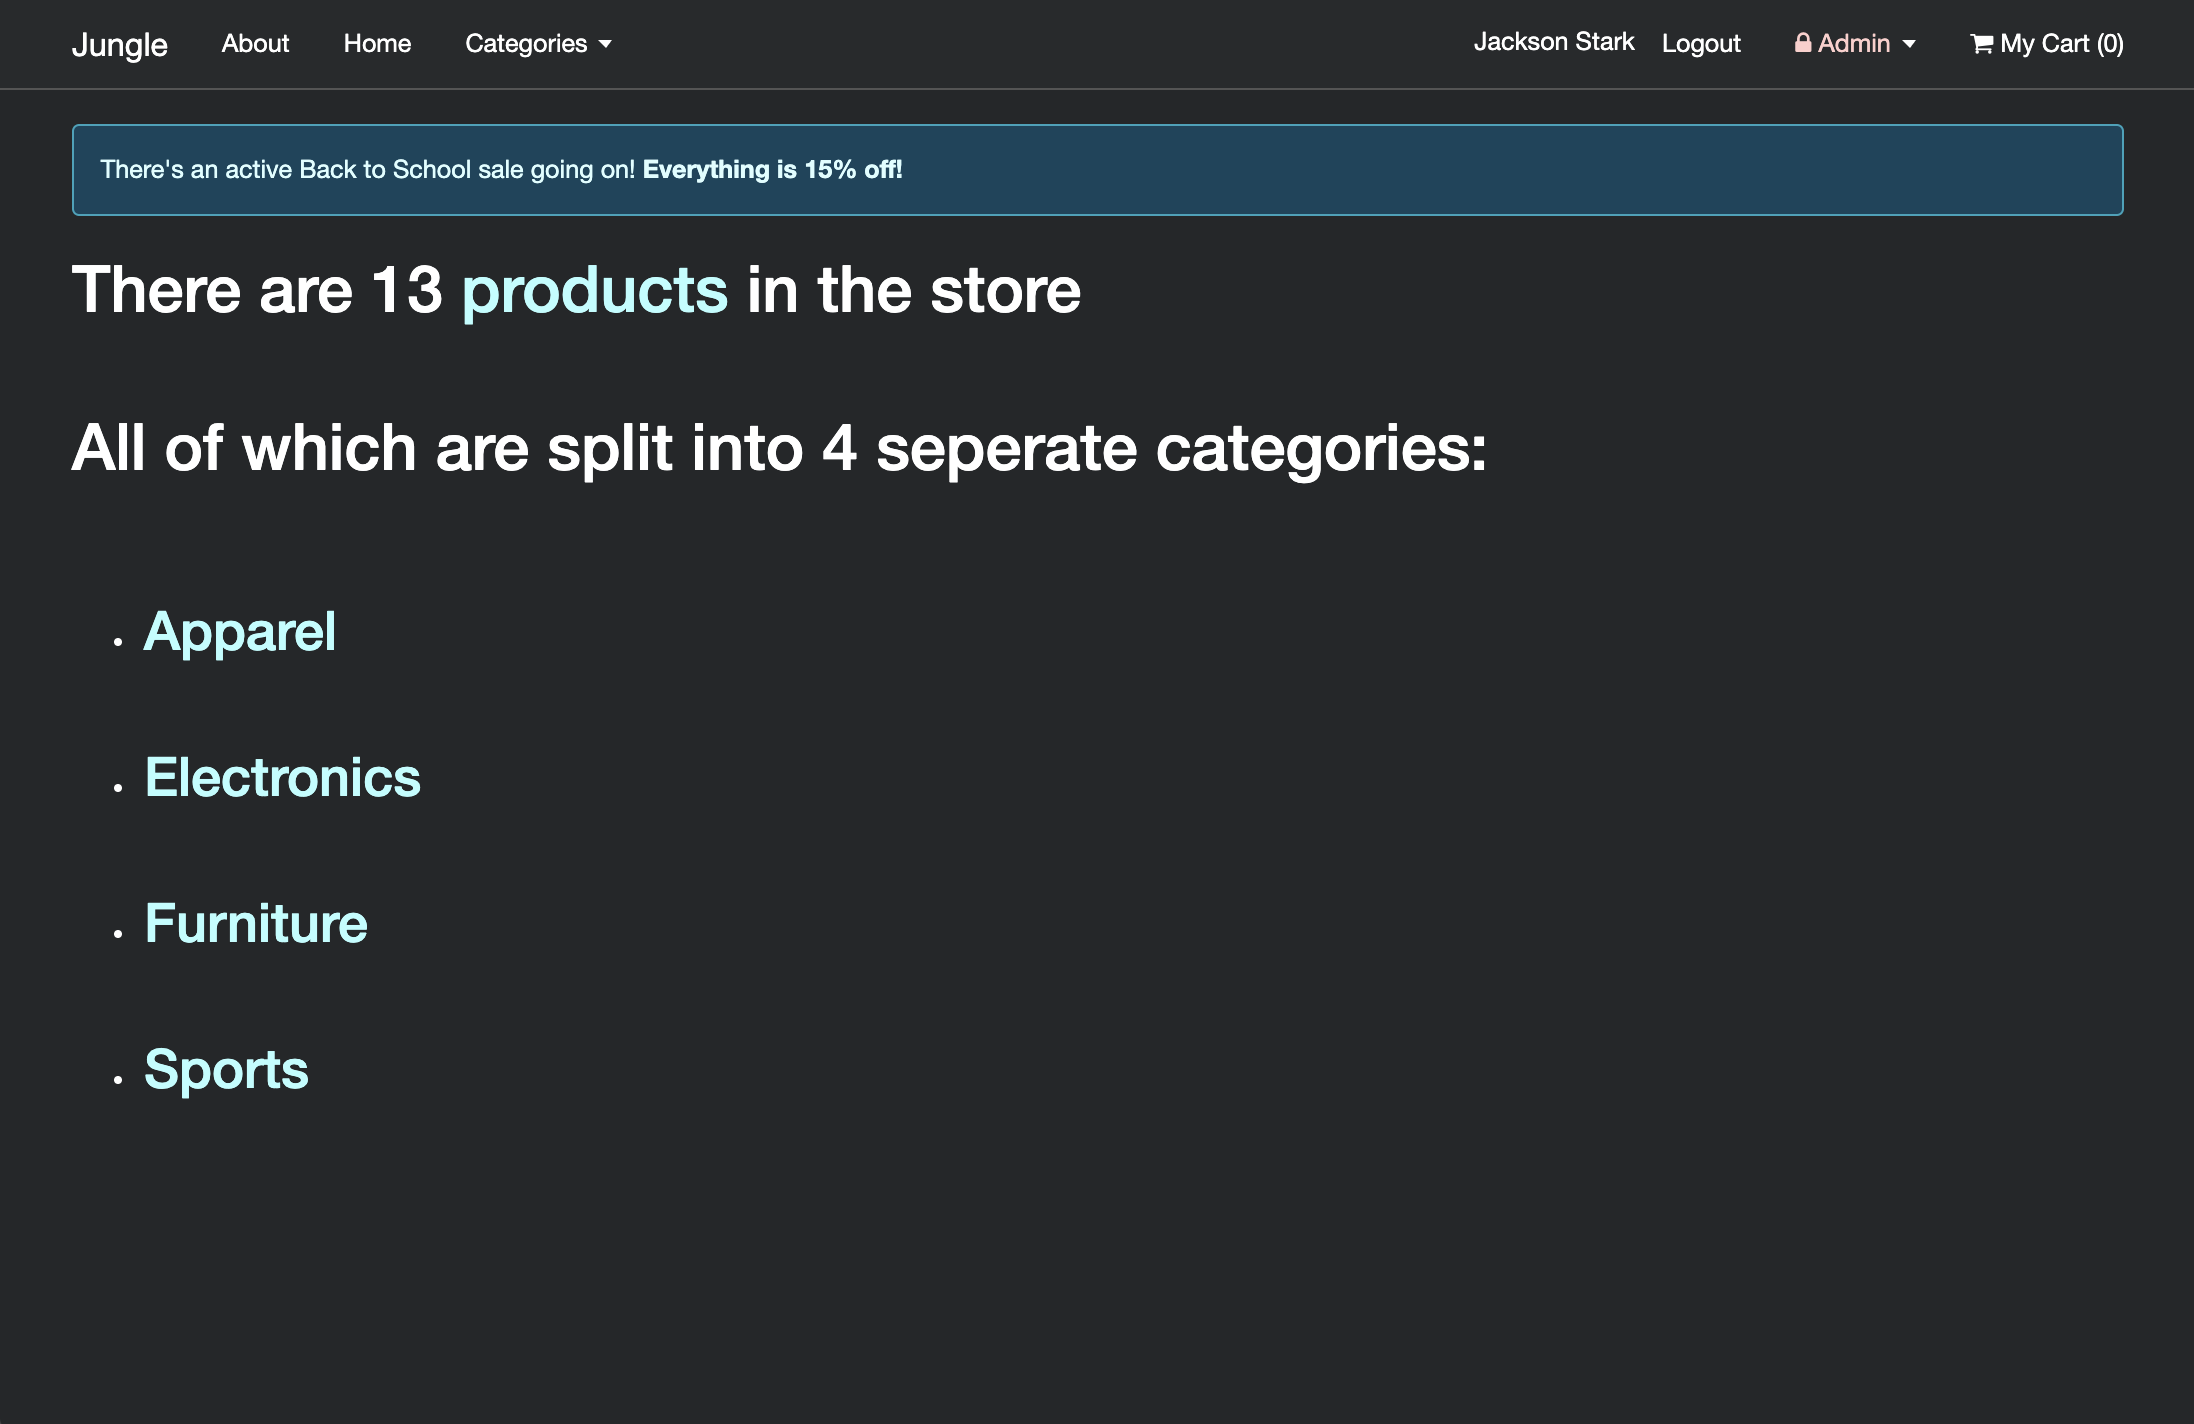 Jungle About Home Categories Jackson Stark Logout Admin My Cart (0)
There's an active Back to School sale going on! Everything is 15% off!
There are 13 products in the store
All of which are split into 4 seperate categories:
Apparel
Electronics
Furniture
Sports